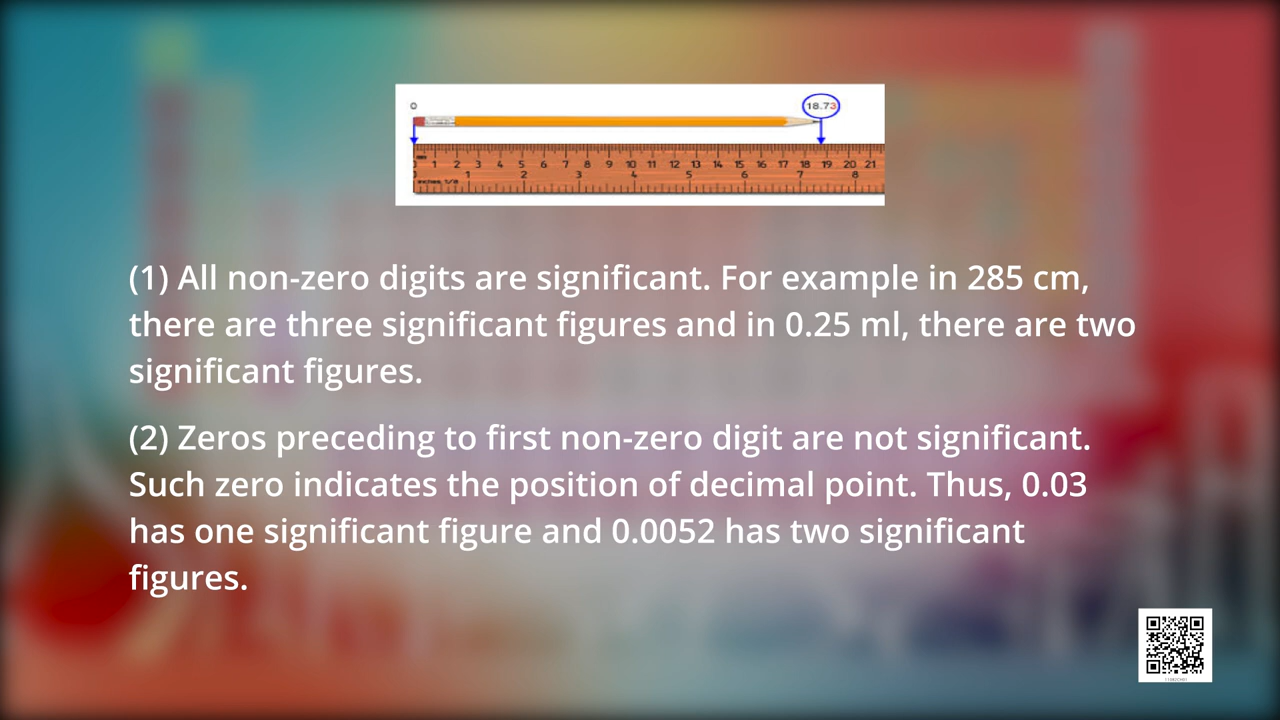 0
18.73
1 2 3 4 5 6 7 8 9 10 11 12 13 14 15 16 17 18 19 20 21
1 2 3 4 5 6 7 8
(1) All non-zero digits are significant. For example in 285 cm,
there are three significant figures and in 0.25 ml, there are two
significant figures.
(2) Zeros preceding to first non-zero digit are not significant.
Such zero indicates the position of decimal point. Thus, 0.03
has one significant figure and 0.0052 has two significant
figures.